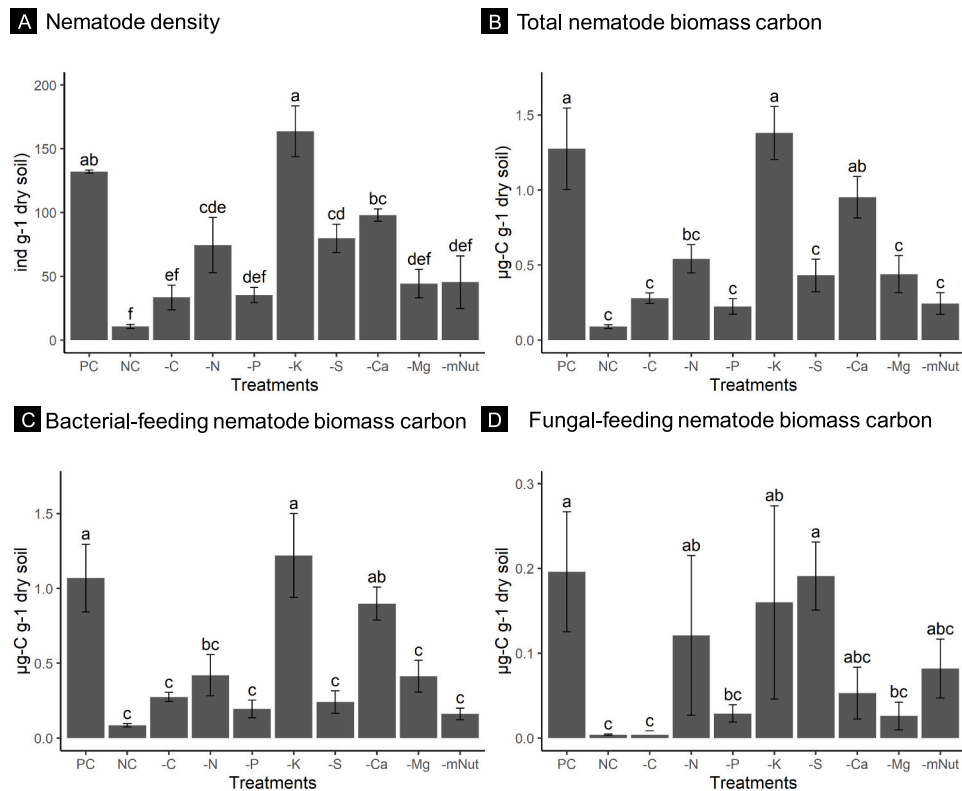 A Nematode density
B Total nematode biomass carbon
ind g-1 dry soil)
200
150
100
50
0
ab
f
ef
cde
def
a
cd
bc
def
def
PC NC -C -N -P -K -S -Ca -Mg -mNut
Treatments
µg-C g-1 dry soil)
1.5
1.0
0.5
0.0
a
c
c
bc
c
a
c
ab
c
c
PC NC -C -N -P -K -S -Ca -Mg -mNut
Treatments
C Bacterial-feeding nematode biomass carbon
D Fungal-feeding nematode biomass carbon
µg-C g-1 dry soil
1.5
1.0
0.5
0.0
a
c
c
bc
c
a
c
ab
c
c
PC NC -C -N -P -K -S -Ca -Mg -mNut
Treatments
µg-C g-1 dry soil
0.3
0.2
0.1
0.0
a
c
c
ab
bc
ab
a
abc
bc
abc
PC NC -C -N -P -K -S -Ca -Mg -mNut
Treatments